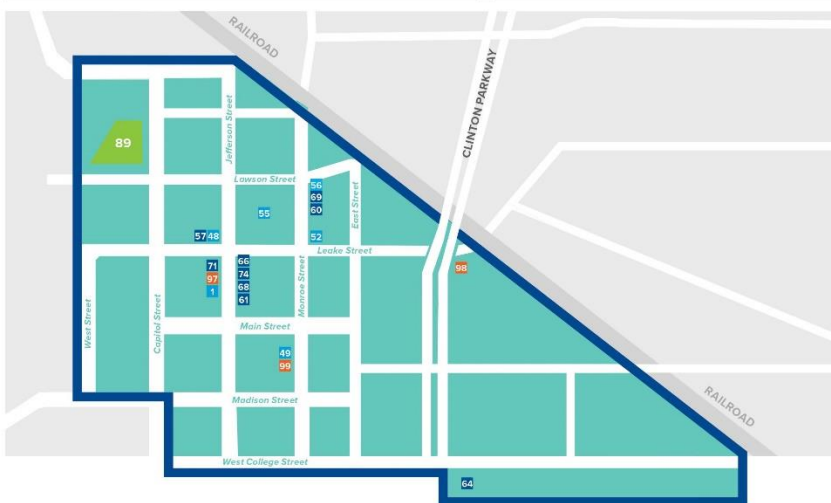 RAILROAD
CLINTON PARKWAY
Jefferson Street
89
Lawson Street
56
69
60
55
East Street
57 48
52
Leake Street
71
97
1
66
74
68
61
98
Monroe Street
West Street
Capitol Street
Main Street
49
99
Madison Street
RAILROAD
West College Street
64